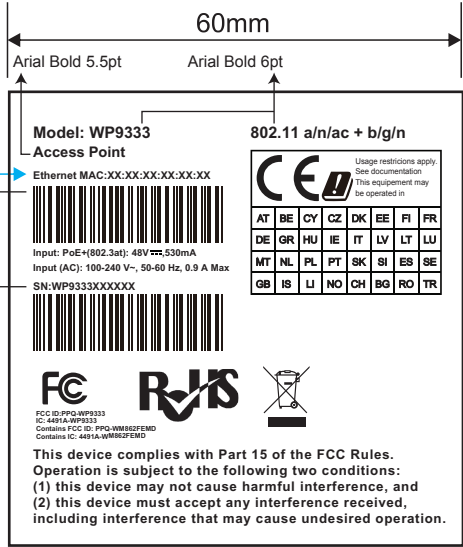 60mm
Arial Bold 5.5pt
Arial Bold 6pt
Model: WP9333
802.11 a/n/ac + b/g/n
Access Point
Ethernet MAC:XX:XX:XX:XX:XX:XX
CE
Usage restricions apply.
See documentation
This equipement may
be operated in
AT BE CY CZ DK EE FI FR
DE GR HU IE IT LV LT LU
MT NL PL PT SK SI ES SE
GB IS LI NO CH BG RO TR
Input: PoE+(802.3at): 48V⎓,530mA
Input (AC): 100-240 V~, 50-60 Hz, 0.9 A Max
SN:WP9333XXXXXX
FC
RoHS
FCC ID:PPQ-WP9333
IC: 4491A-WP9333
Contains FCC ID: PPQ-WM862FEMD
Contains IC: 4491A-WM862FEMD
This device complies with Part 15 of the FCC Rules.
Operation is subject to the following two conditions:
(1) this device may not cause harmful interference, and
(2) this device must accept any interference received,
including interference that may cause undesired operation.